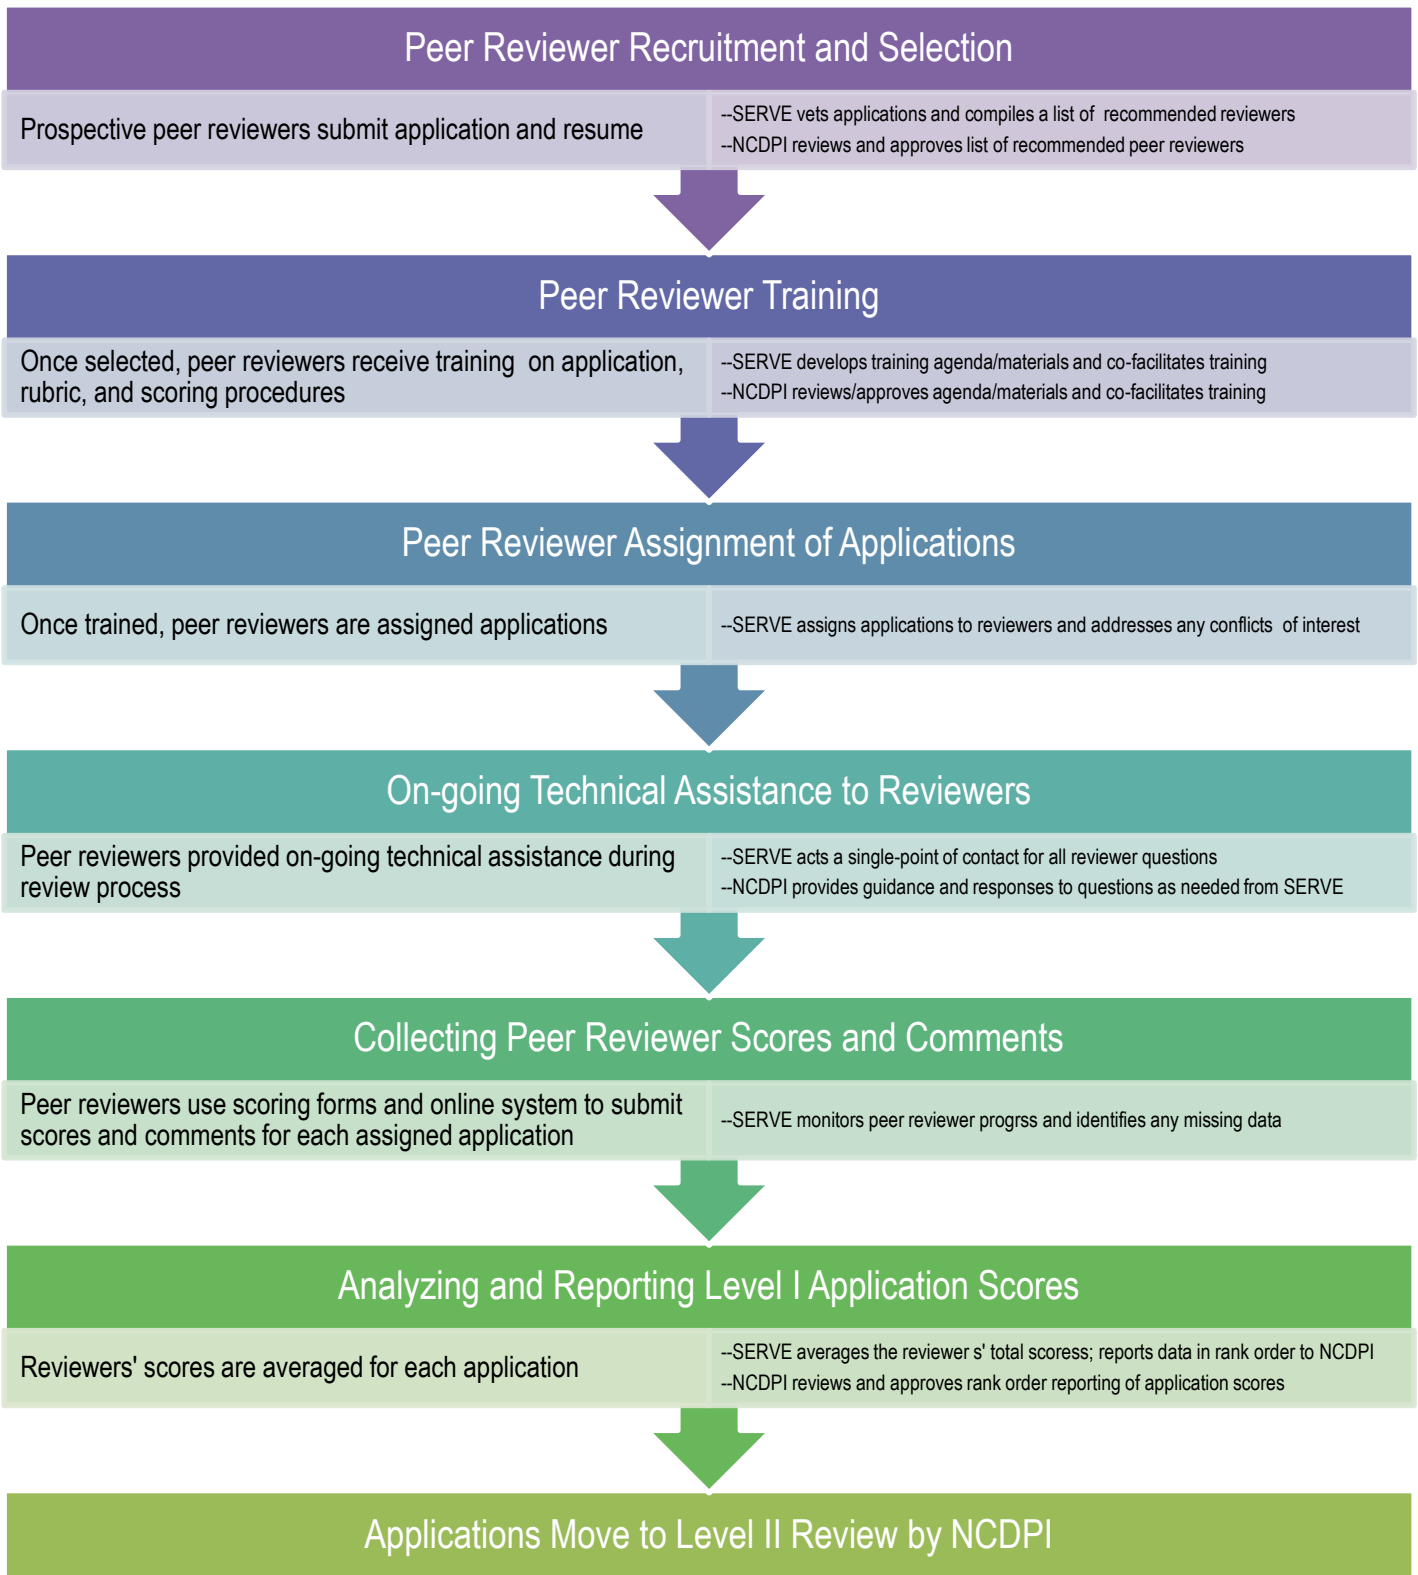 Peer Reviewer Recruitment and Selection
Prospective peer reviewers submit application and resume
--SERVE vets applications and compiles a list of recommended reviewers
--NCDPI reviews and approves list of recommended peer reviewers
Peer Reviewer Training
Once selected, peer reviewers receive training on application,
rubric, and scoring procedures
--SERVE develops training agenda/materials and co-facilitates training
--NCDPI reviews/approves agenda/materials and co-facilitates training
Peer Reviewer Assignment of Applications
Once trained, peer reviewers are assigned applications
--SERVE assigns applications to reviewers and addresses any conflicts of interest
On-going Technical Assistance to Reviewers
Peer reviewers provided on-going technical assistance during
review process
--SERVE acts a single-point of contact for all reviewer questions
--NCDPI provides guidance and responses to questions as needed from SERVE
Collecting Peer Reviewer Scores and Comments
Peer reviewers use scoring forms and online system to submit
scores and comments for each assigned application
--SERVE monitors peer reviewer progrss and identifies any missing data
Analyzing and Reporting Level I Application Scores
Reviewers' scores are averaged for each application
--SERVE averages the reviewer s' total scoress; reports data in rank order to NCDPI
--NCDPI reviews and approves rank order reporting of application scores
Applications Move to Level II Review by NCDPI